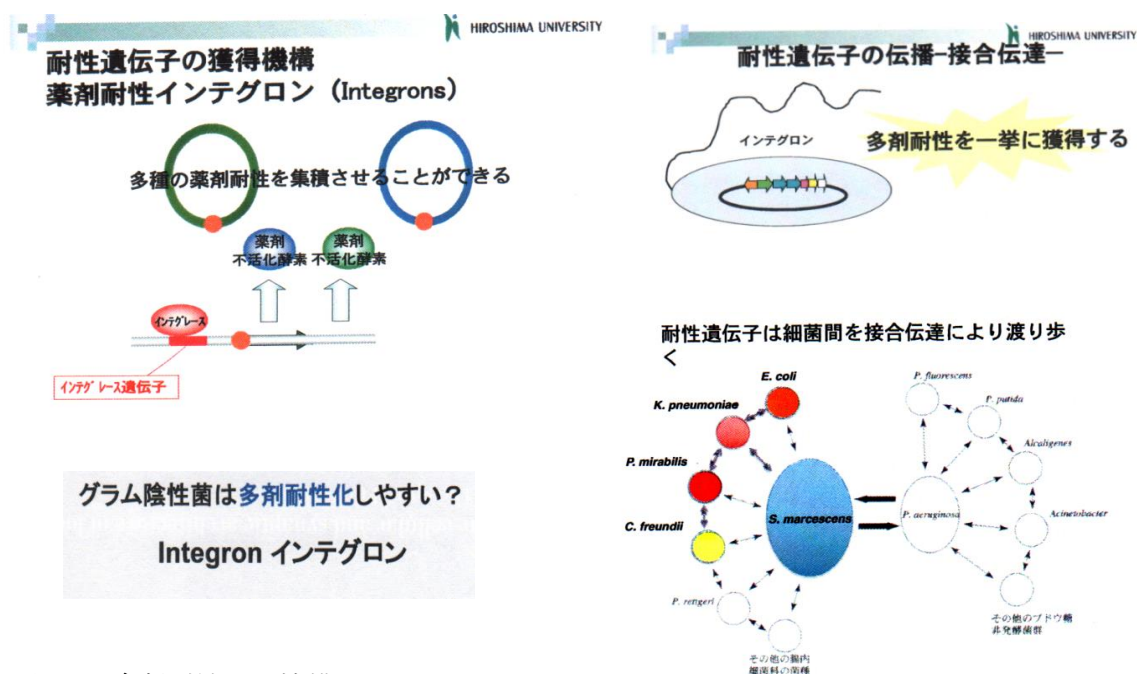 HIROSHIMA UNIVERSITY
耐性遺伝子の獲得機構
薬剤耐性インテグロン（Integrons）
多種の薬剤耐性を集積させることができる
薬剤
不活化酵素
薬剤
不活化酵素
インテグレース
インテグレース遺伝子
グラム陰性菌は多剤耐性化しやすい？
Integron インテグロン
HIROSHIMA UNIVERSITY
耐性遺伝子の伝播ー接合伝達ー
インテグロン
多剤耐性を一挙に獲得する
耐性遺伝子は細菌間を接合伝達により渡り歩
く
E. coli
K. pneumoniae
P. mirabilis
C. freundii
S. marcescens
P. rettgeri
その他の腸内
細菌科の菌種
P. fluorescens
P. putida
Alcaligenes
P. aeruginosa
Acinetobacter
その他のブドウ糖
非発酵菌群